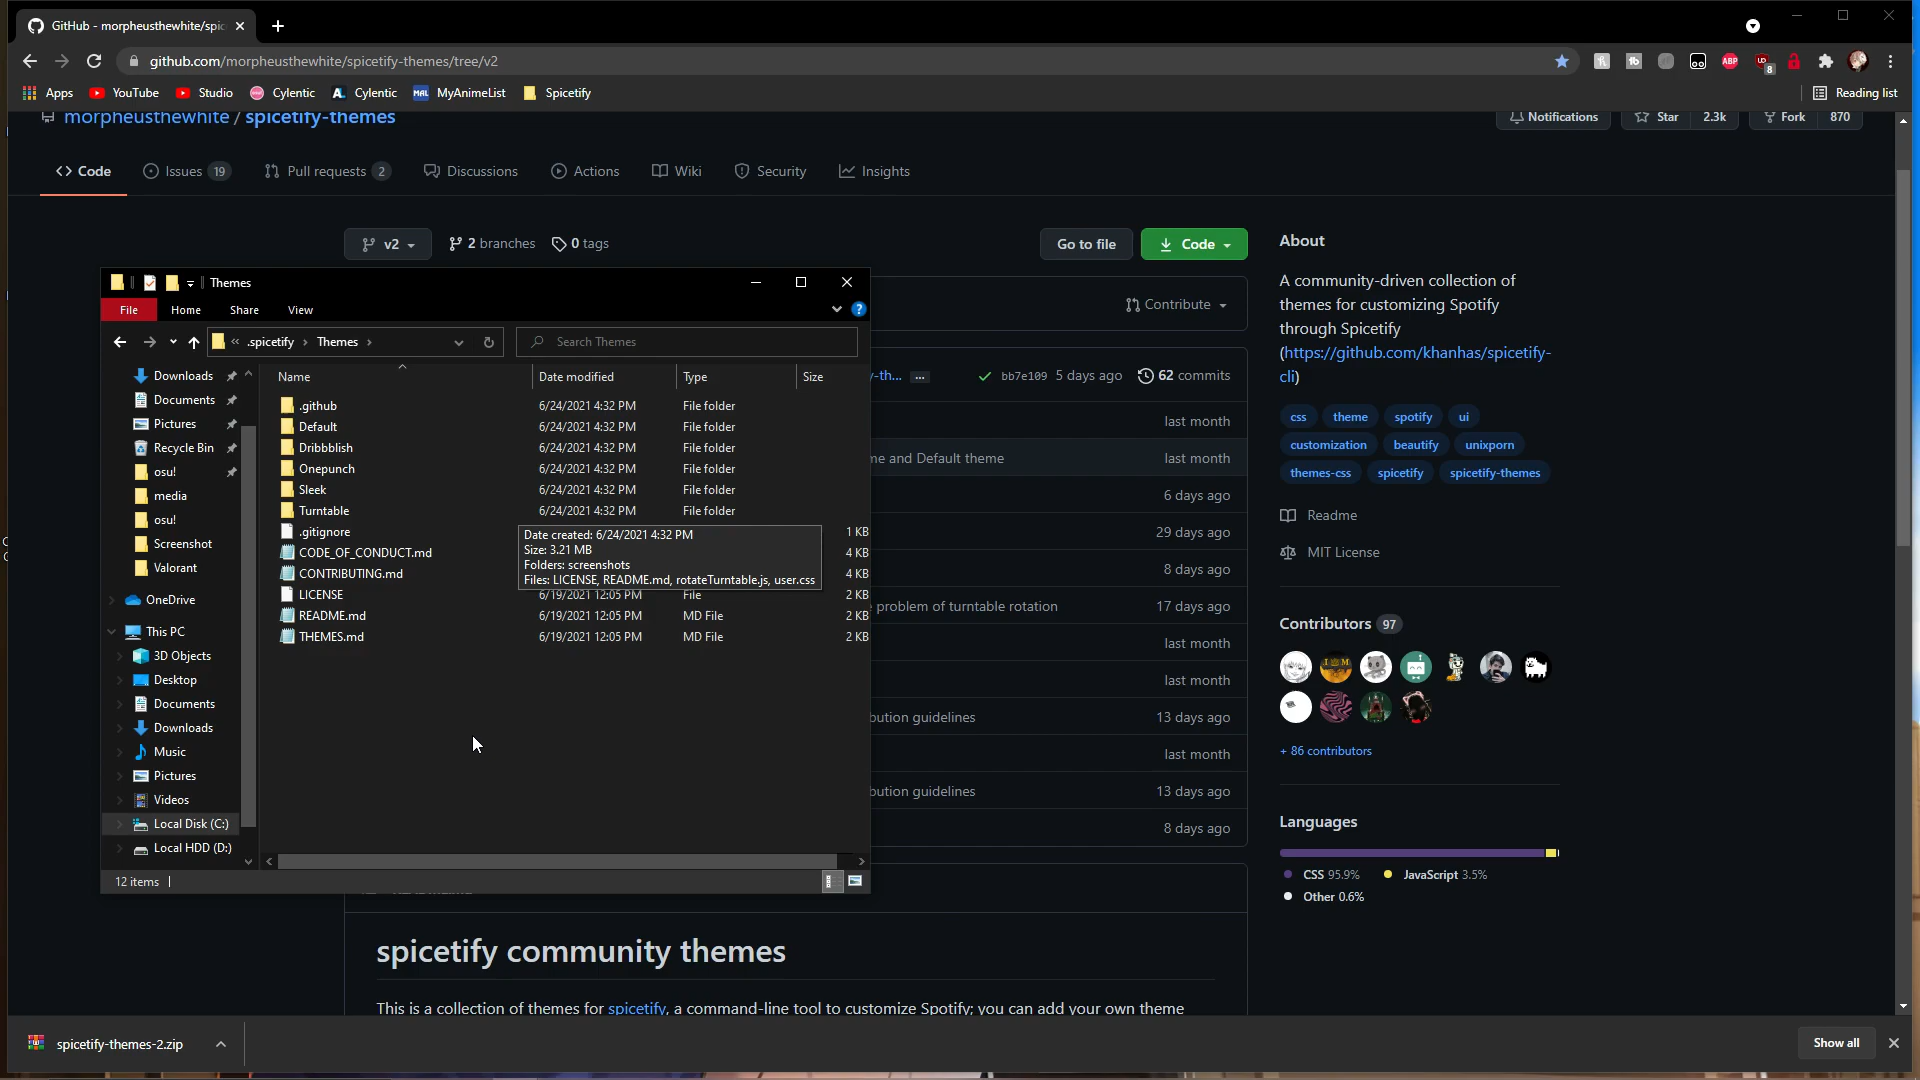 GitHub - morpheusthewhite/spic
github.com/morpheusthewhite/spicetify-themes/tree/v2
ABP
8
Apps
YouTube
Studio
Cylentic
AL Cylentic
MAL MyAnimeList
Spicetify
Reading list
morpheusthewhite / spicetify-themes
Notifications
Star 2.3k
Fork 870
<> Code
Issues 19
Pull requests 2
Discussions
Actions
Wiki
Security
Insights
v2
2 branches
0 tags
Go to file
Code
About
A community-driven collection of
themes for customizing Spotify
through Spicetify
(https://github.com/khanhas/spicetify-
cli)
css theme spotify ui
customization beautify unixporn
themes-css spicetify spicetify-themes
Readme
MIT License
Contributors 97
+ 86 contributors
Languages
CSS 95.9% JavaScript 3.5%
Other 0.6%
Contribute
y-th... ... bb7e109 5 days ago 62 commits
last month
me and Default theme last month
6 days ago
29 days ago
8 days ago
problem of turntable rotation 17 days ago
last month
last month
bution guidelines 13 days ago
last month
bution guidelines 13 days ago
8 days ago
Themes
File Home Share View
« .spicetify › Themes ›
Search Themes
Downloads
Documents
Pictures
Recycle Bin
osu!
media
osu!
Screenshot
Valorant
OneDrive
This PC
3D Objects
Desktop
Documents
Downloads
Music
Pictures
Videos
Local Disk (C:)
Local HDD (D:)
Name Date modified Type Size
.github 6/24/2021 4:32 PM File folder
Default 6/24/2021 4:32 PM File folder
Dribbblish 6/24/2021 4:32 PM File folder
Onepunch 6/24/2021 4:32 PM File folder
Sleek 6/24/2021 4:32 PM File folder
Turntable 6/24/2021 4:32 PM File folder
.gitignore 1 KB
CODE_OF_CONDUCT.md 4 KB
CONTRIBUTING.md 4 KB
LICENSE 6/19/2021 12:05 PM File 2 KB
README.md 6/19/2021 12:05 PM MD File 2 KB
THEMES.md 6/19/2021 12:05 PM MD File 2 KB
Date created: 6/24/2021 4:32 PM
Size: 3.21 MB
Folders: screenshots
Files: LICENSE, README.md, rotateTurntable.js, user.css
12 items
spicetify community themes
This is a collection of themes for spicetify, a command-line tool to customize Spotify; you can add your own theme
spicetify-themes-2.zip
Show all